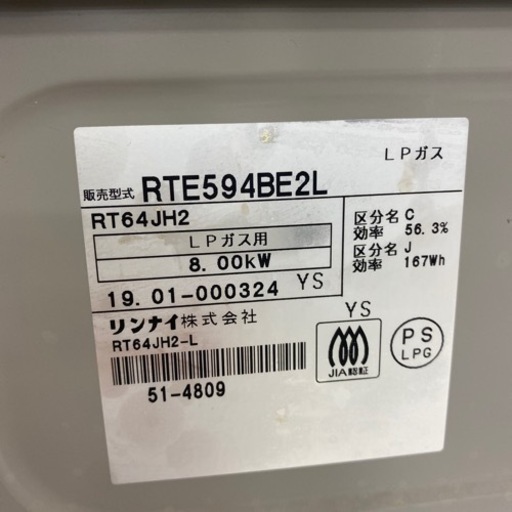 LPガス
販売型式 RTE594BE2L
RT64JH2
LPガス用
8.00kW
区分名 C
効率 56.3%
区分名 J
効率 167Wh
19.01-000324 YS
リンナイ株式会社
RT64JH2-L
51-4809
YS
JIA認証
PS
LPG